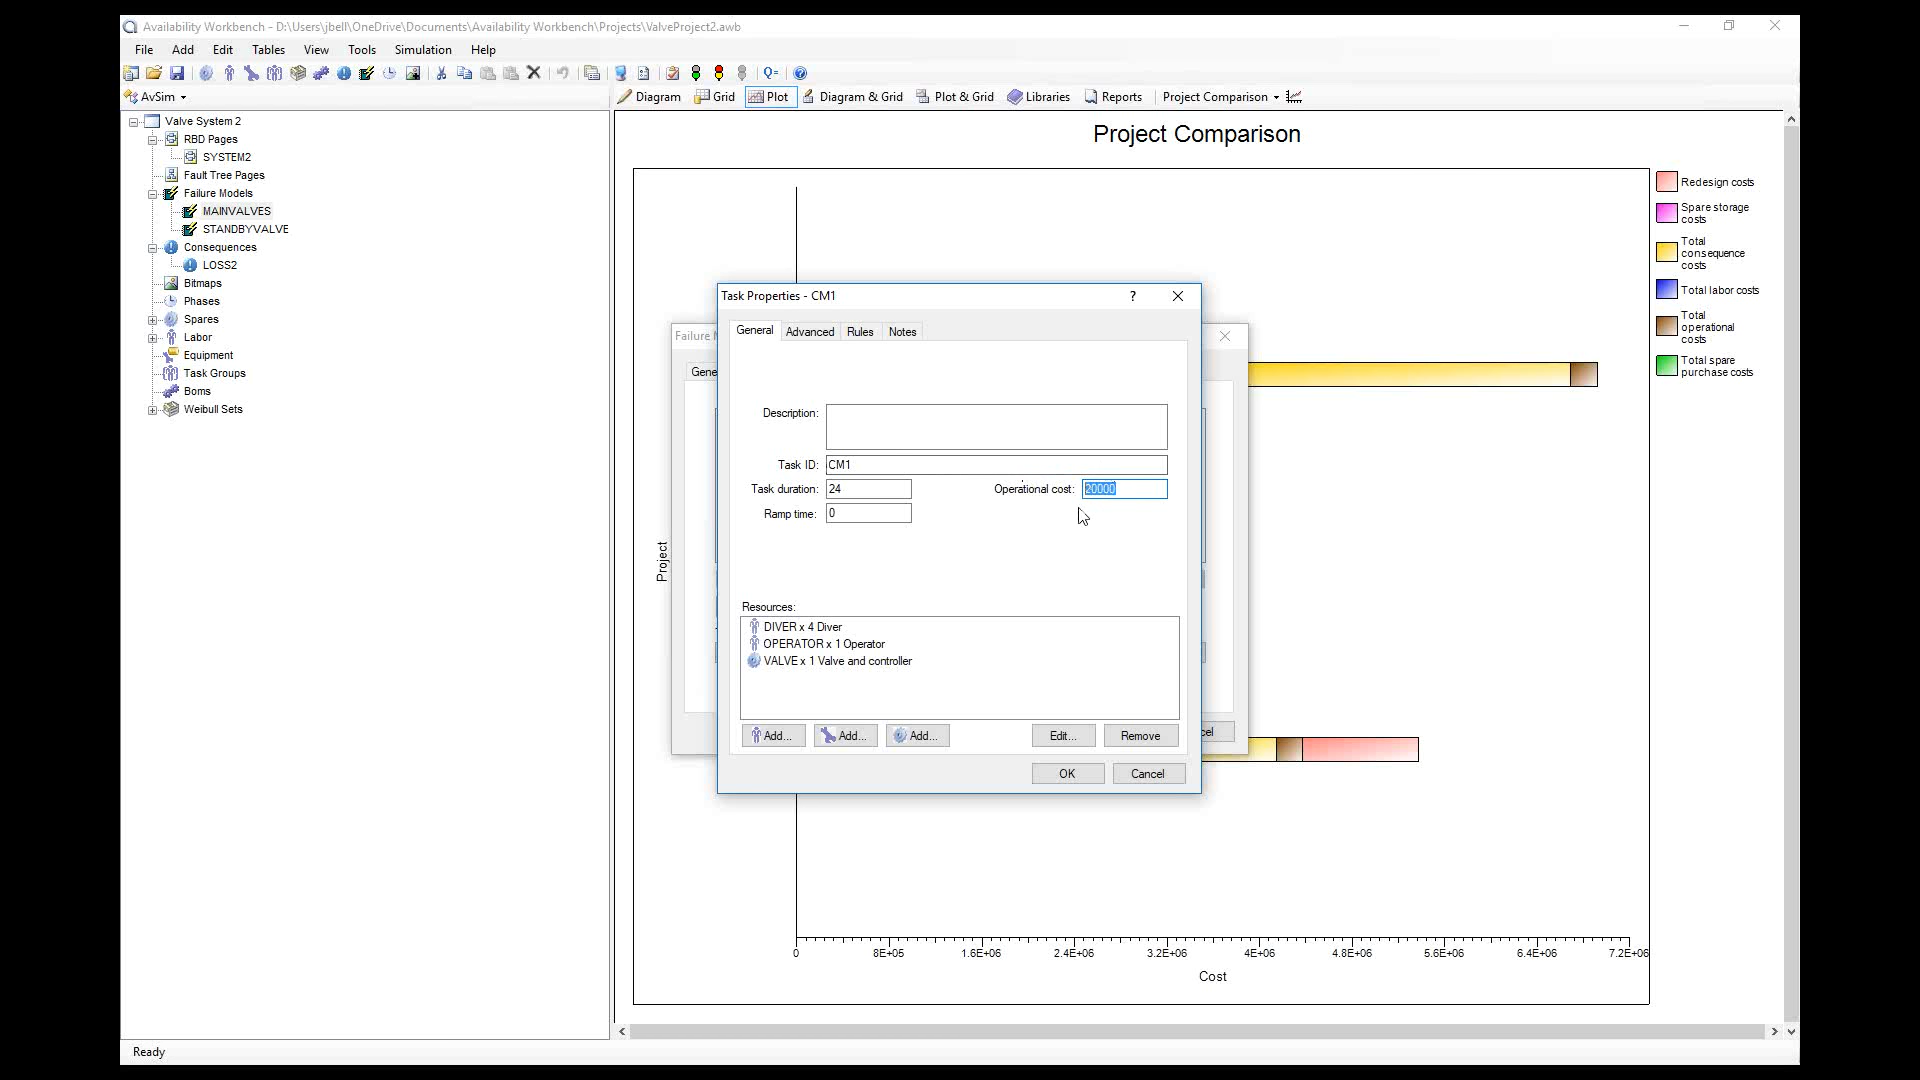 Availability Workbench - D:\Users\jbell\OneDrive\Documents\Availability Workbench\Projects\ValveProject2.awb
File Add Edit Tables View Tools Simulation Help
Q=
AvSim
Diagram Grid Plot Diagram & Grid Plot & Grid Libraries Reports Project Comparison
Valve System 2
RBD Pages
SYSTEM2
Fault Tree Pages
Failure Models
MAINVALVES
STANDBYVALVE
Consequences
LOSS2
Bitmaps
Phases
Spares
Labor
Equipment
Task Groups
Boms
Weibull Sets
Project Comparison
Redesign costs
Spare storage
costs
Total
consequence
costs
Total labor costs
Total
operational
costs
Total spare
purchase costs
Project
0 8E+05 1.6E+06 2.4E+06 3.2E+06 4E+06 4.8E+06 5.6E+06 6.4E+06 7.2E+06
Cost
Failure
Gene
cel
Task Properties - CM1
?
General Advanced Rules Notes
Description:
Task ID: CM1
Task duration: 24 Operational cost: 20000
Ramp time: 0
Resources:
DIVER x 4 Diver
OPERATOR x 1 Operator
VALVE x 1 Valve and controller
Add... Add... Add... Edit... Remove
OK Cancel
Ready